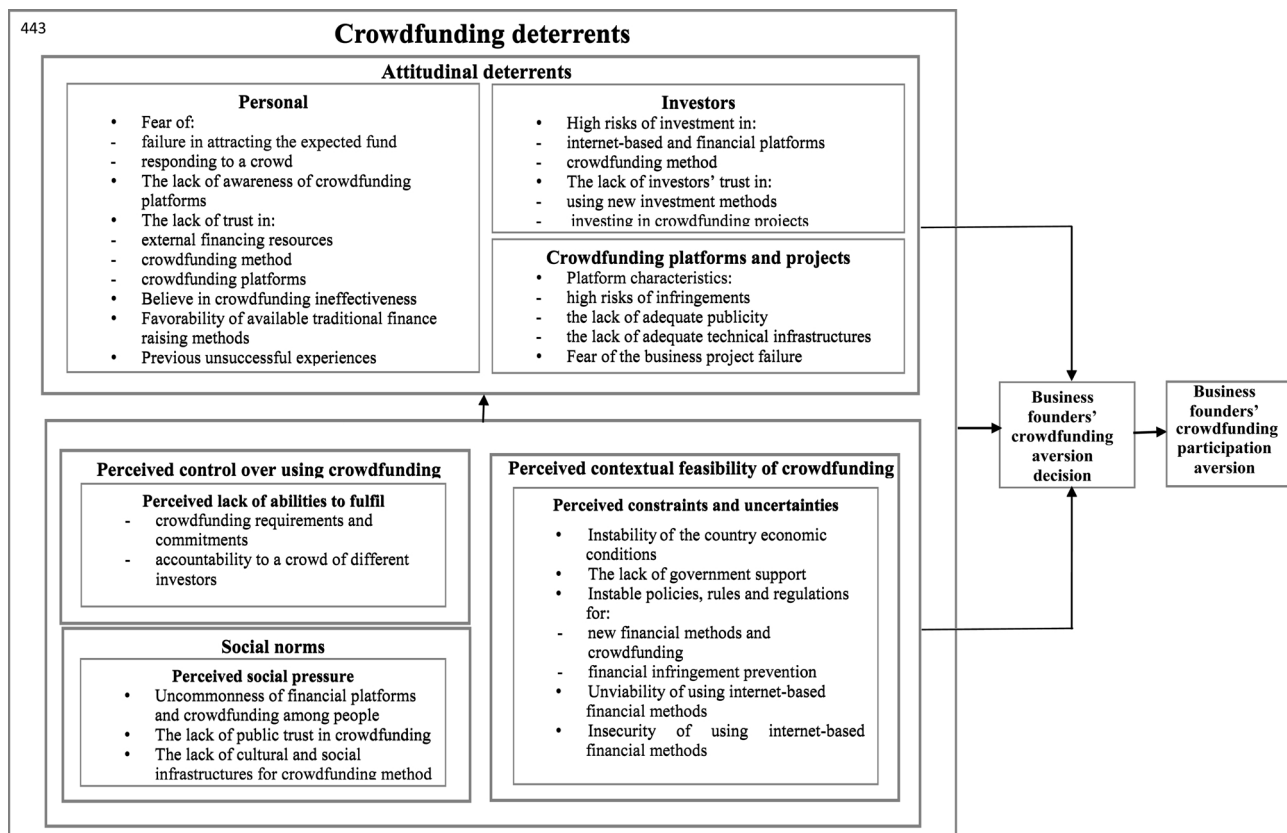 443
Crowdfunding deterrents
Attitudinal deterrents
Personal
• Fear of:
- failure in attracting the expected fund
- responding to a crowd
• The lack of awareness of crowdfunding
platforms
• The lack of trust in:
- external financing resources
- crowdfunding method
- crowdfunding platforms
• Believe in crowdfunding ineffectiveness
• Favorability of available traditional finance
raising methods
• Previous unsuccessful experiences
Investors
• High risks of investment in:
- internet-based and financial platforms
- crowdfunding method
• The lack of investors’ trust in:
- using new investment methods
- investing in crowdfunding projects
Crowdfunding platforms and projects
• Platform characteristics:
- high risks of infringements
- the lack of adequate publicity
- the lack of adequate technical infrastructures
• Fear of the business project failure
Perceived control over using crowdfunding
Perceived lack of abilities to fulfil
- crowdfunding requirements and
commitments
- accountability to a crowd of different
investors
Social norms
Perceived social pressure
• Uncommonness of financial platforms
and crowdfunding among people
• The lack of public trust in crowdfunding
• The lack of cultural and social
infrastructures for crowdfunding method
Perceived contextual feasibility of crowdfunding
Perceived constraints and uncertainties
• Instability of the country economic
conditions
• The lack of government support
• Instable policies, rules and regulations
for:
- new financial methods and
crowdfunding
- financial infringement prevention
• Unviability of using internet-based
financial methods
• Insecurity of using internet-based
financial methods
Business
founders’
crowdfunding
aversion
decision
Business
founders’
crowdfunding
participation
aversion